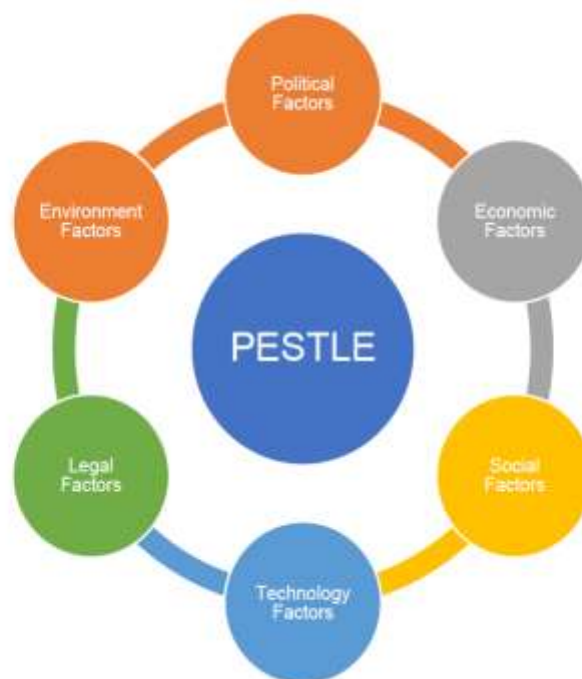 Political
Factors
Economic
Factors
Social
Factors
Technology
Factors
Legal
Factors
Environment
Factors
PESTLE